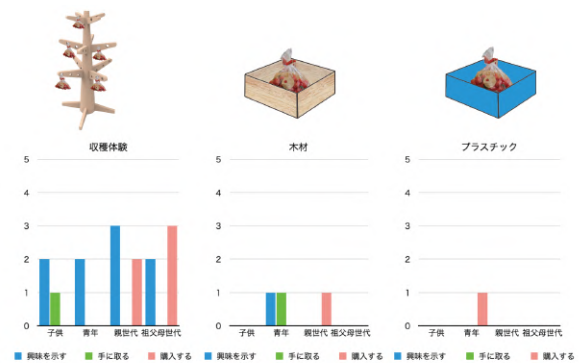 収穫体験
木材
プラスチック
5
4
3
2
1
0
子供 青年 親世代 祖父母世代
興味を示す 手に取る 購入する
5
4
3
2
1
0
子供 青年 親世代 祖父母世代
興味を示す 手に取る 購入する
5
4
3
2
1
0
子供 青年 親世代 祖父母世代
興味を示す 手に取る 購入する